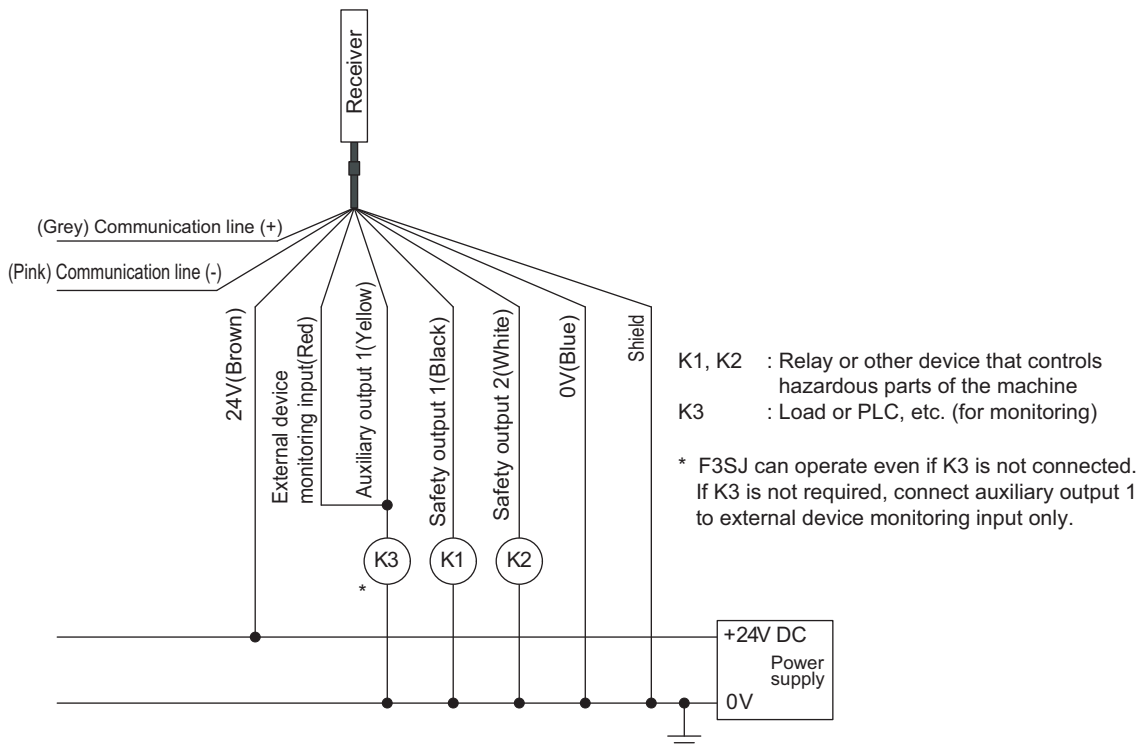 Receiver
(Grey) Communication line (+)
(Pink) Communication line (-)
24V(Brown)
External device
monitoring input(Red)
Auxiliary output 1(Yellow)
Safety output 1(Black)
Safety output 2(White)
0V(Blue)
Shield
K1, K2 : Relay or other device that controls
hazardous parts of the machine
K3 : Load or PLC, etc. (for monitoring)
* F3SJ can operate even if K3 is not connected.
If K3 is not required, connect auxiliary output 1
to external device monitoring input only.
K3
K1
K2
*
+24V DC
Power
supply
0V